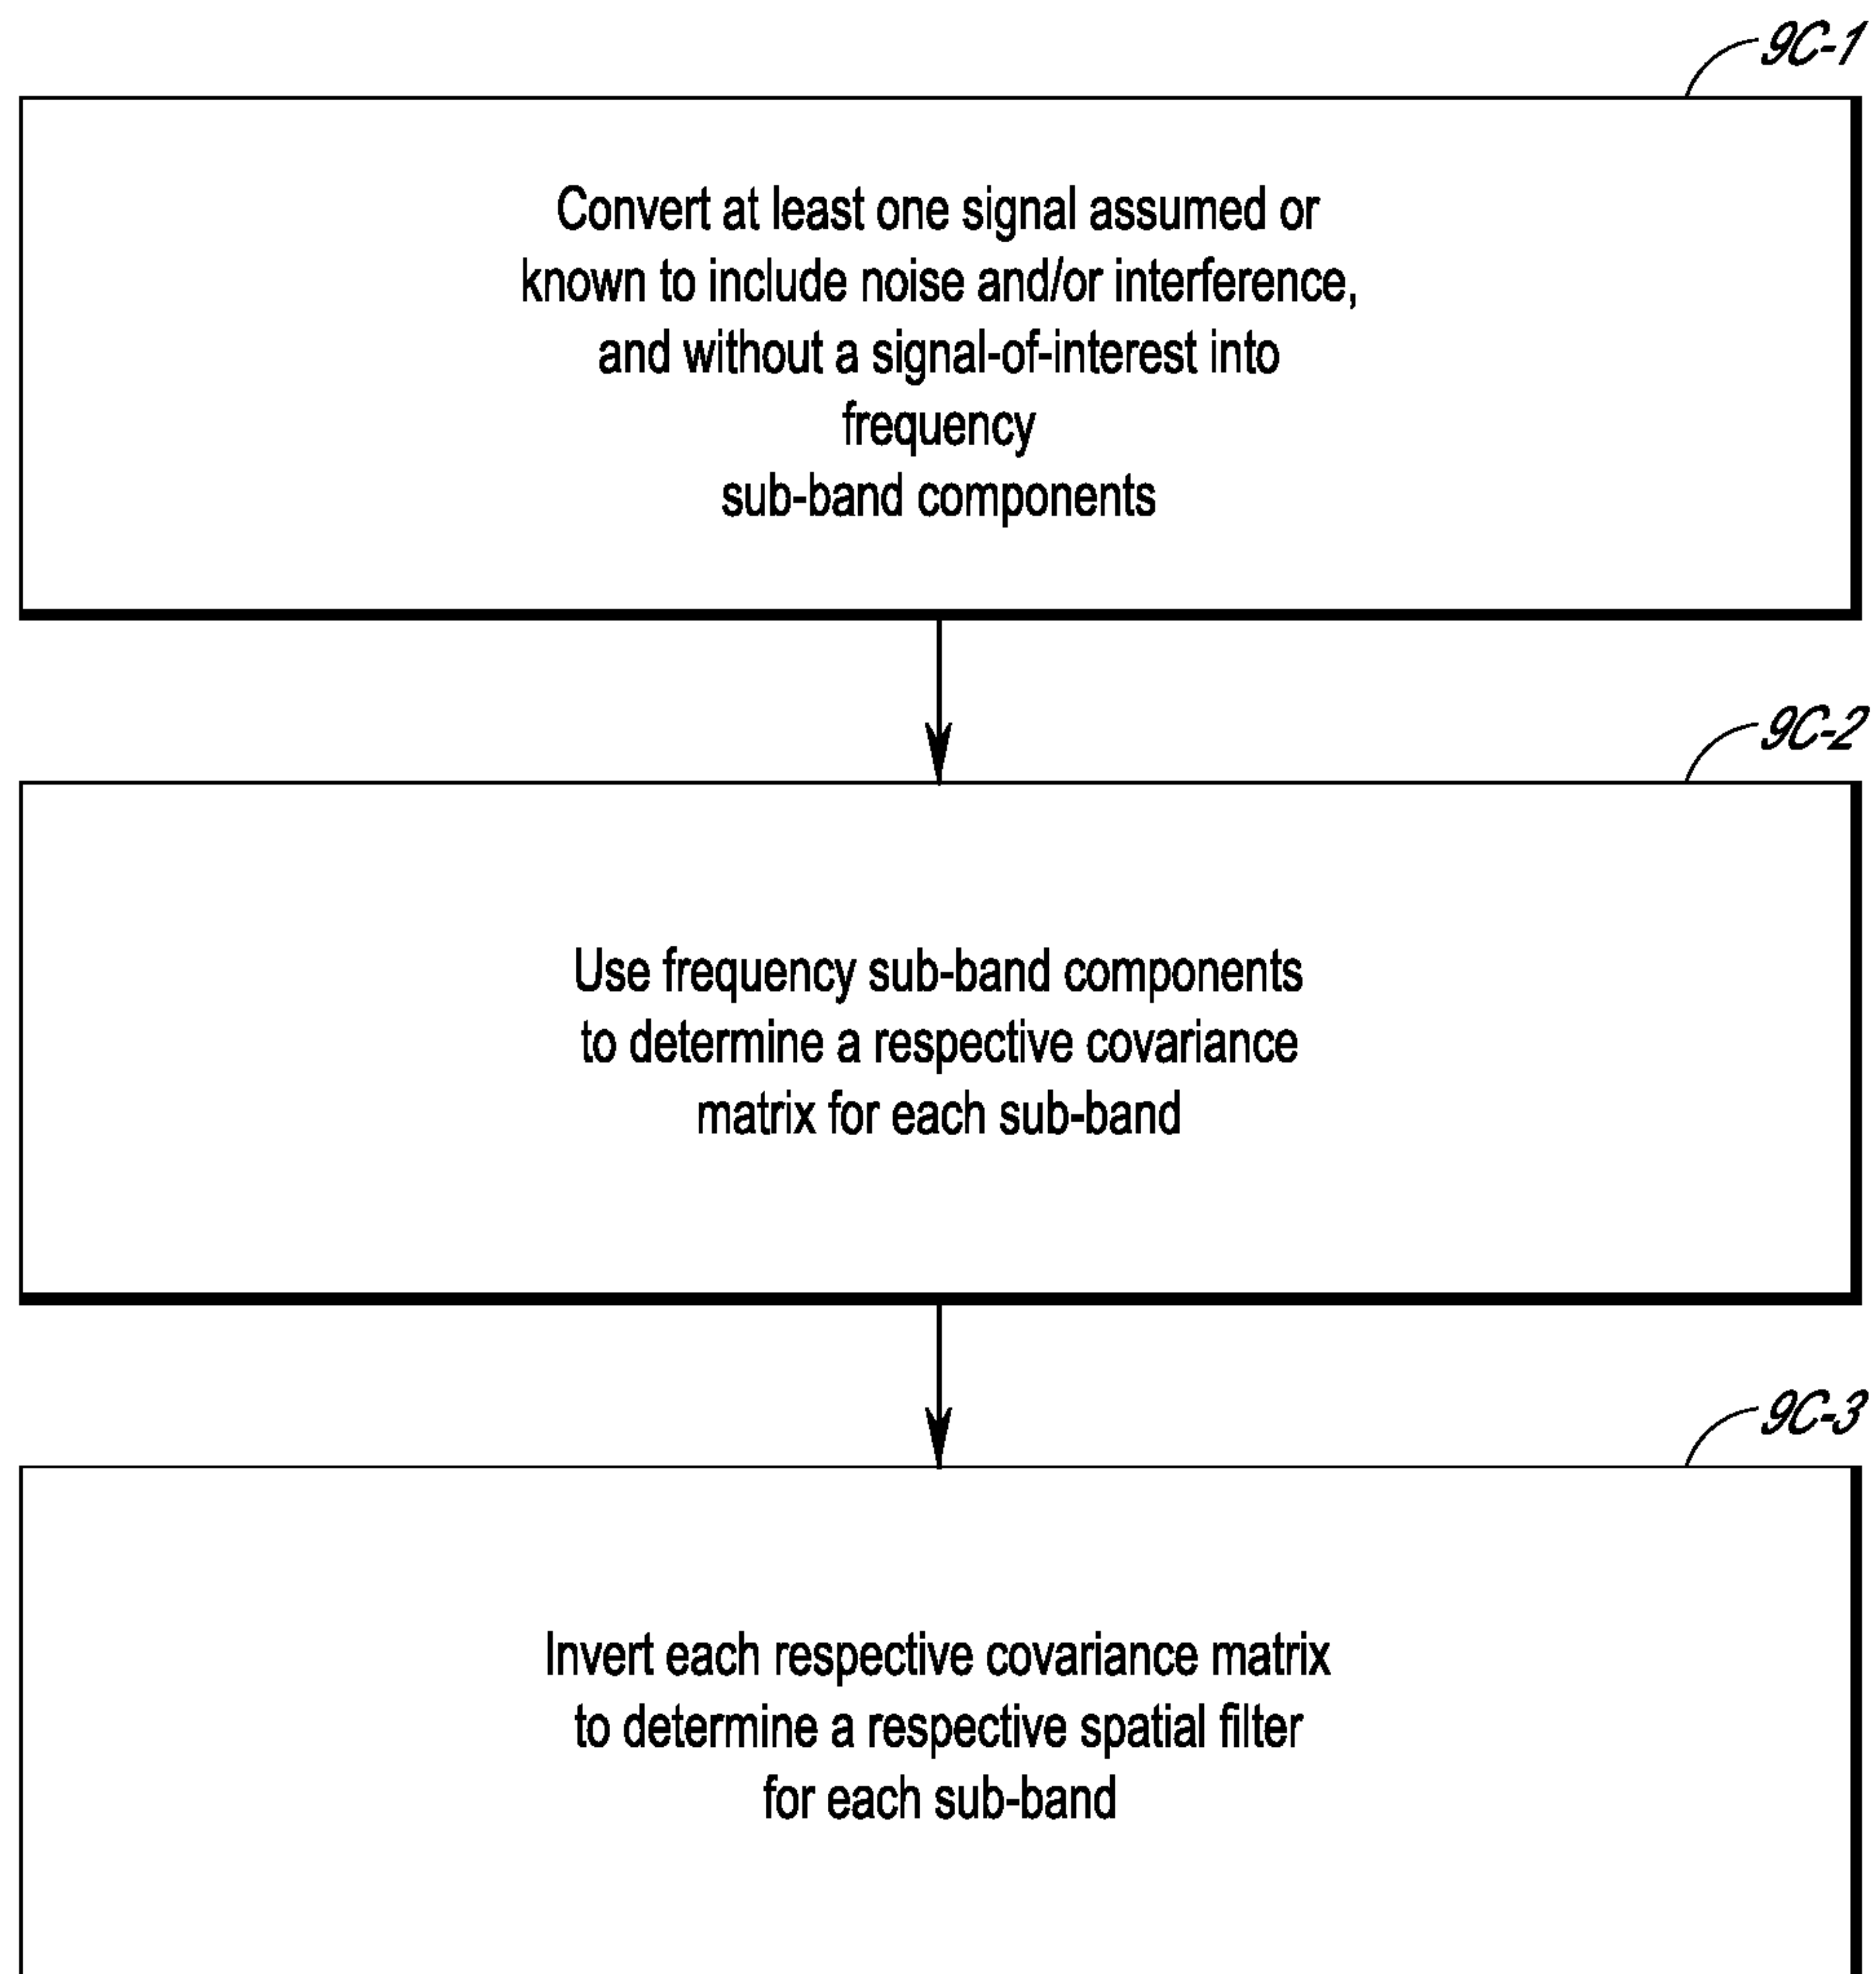 9C-1
Convert at least one signal assumed or
known to include noise and/or interference,
and without a signal-of-interest into
frequency
sub-band components
9C-2
Use frequency sub-band components
to determine a respective covariance
matrix for each sub-band
9C-3
Invert each respective covariance matrix
to determine a respective spatial filter
for each sub-band